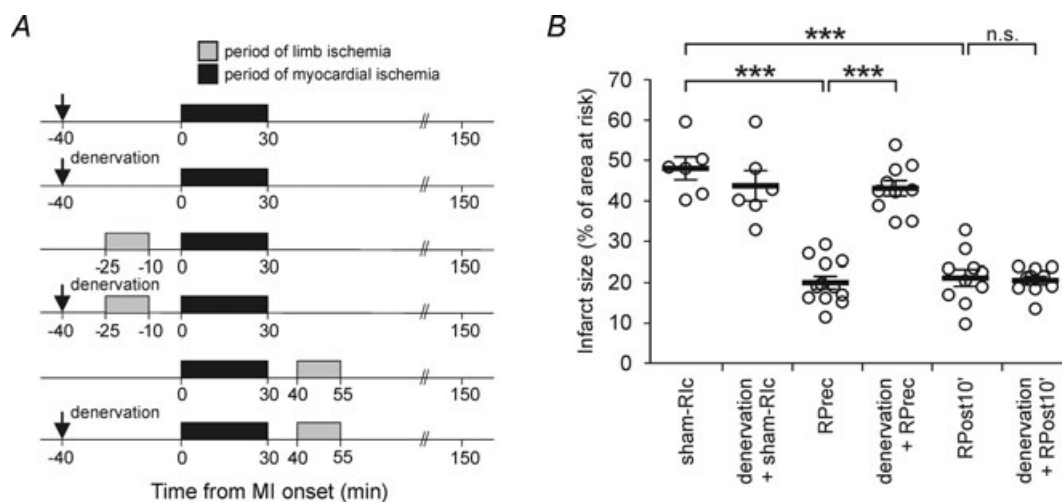 A
period of limb ischemia
period of myocardial ischemia
-40 0 30 150
denervation
-40 0 30 150
-25 -10 0 30 150
denervation
-40 -25 -10 0 30 150
0 30 40 55 150
denervation
-40 0 30 40 55 150
Time from MI onset (min)
B
*** n.s.
*** ***
Infarct size (% of area at risk)
70
60
50
40
30
20
10
0
sham-RIc
denervation
+ sham-RIc
RPrec
denervation
+ RPrec
RPost10'
denervation
+ RPost10'